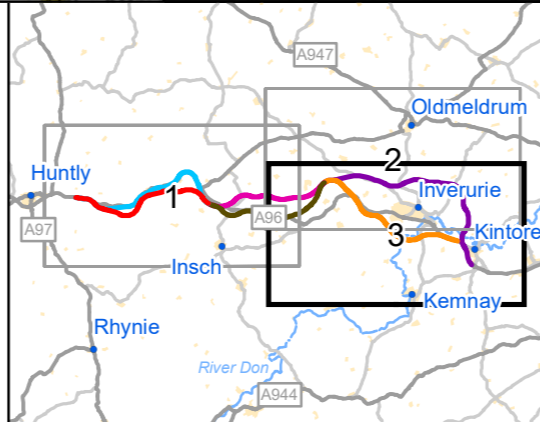 A947
Oldmeldrum
2
Huntly
1
Inverurie
A96
A97
3
Kintore
Insch
Kemnay
Rhynie
River Don
A944